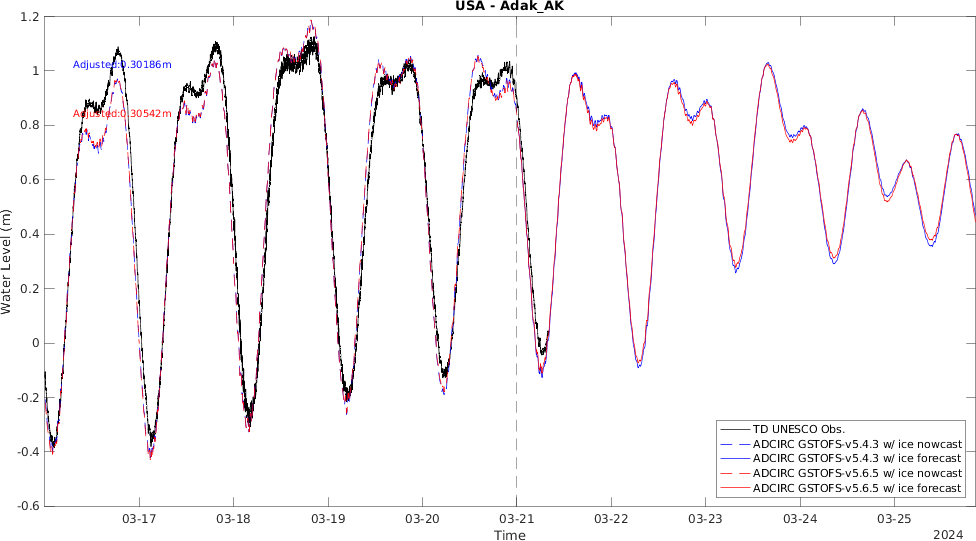 USA - Adak_AK
1.2
1
0.8
0.6
0.4
0.2
0
-0.2
-0.4
-0.6
Water Level (m)
Adjusted:0.30186m
Adjusted:0.30542m
TD UNESCO Obs.
ADCIRC GSTOFS-v5.4.3 w/ ice nowcast
ADCIRC GSTOFS-v5.4.3 w/ ice forecast
ADCIRC GSTOFS-v5.6.5 w/ ice nowcast
ADCIRC GSTOFS-v5.6.5 w/ ice forecast
03-17 03-18 03-19 03-20 03-21 03-22 03-23 03-24 03-25
Time
2024